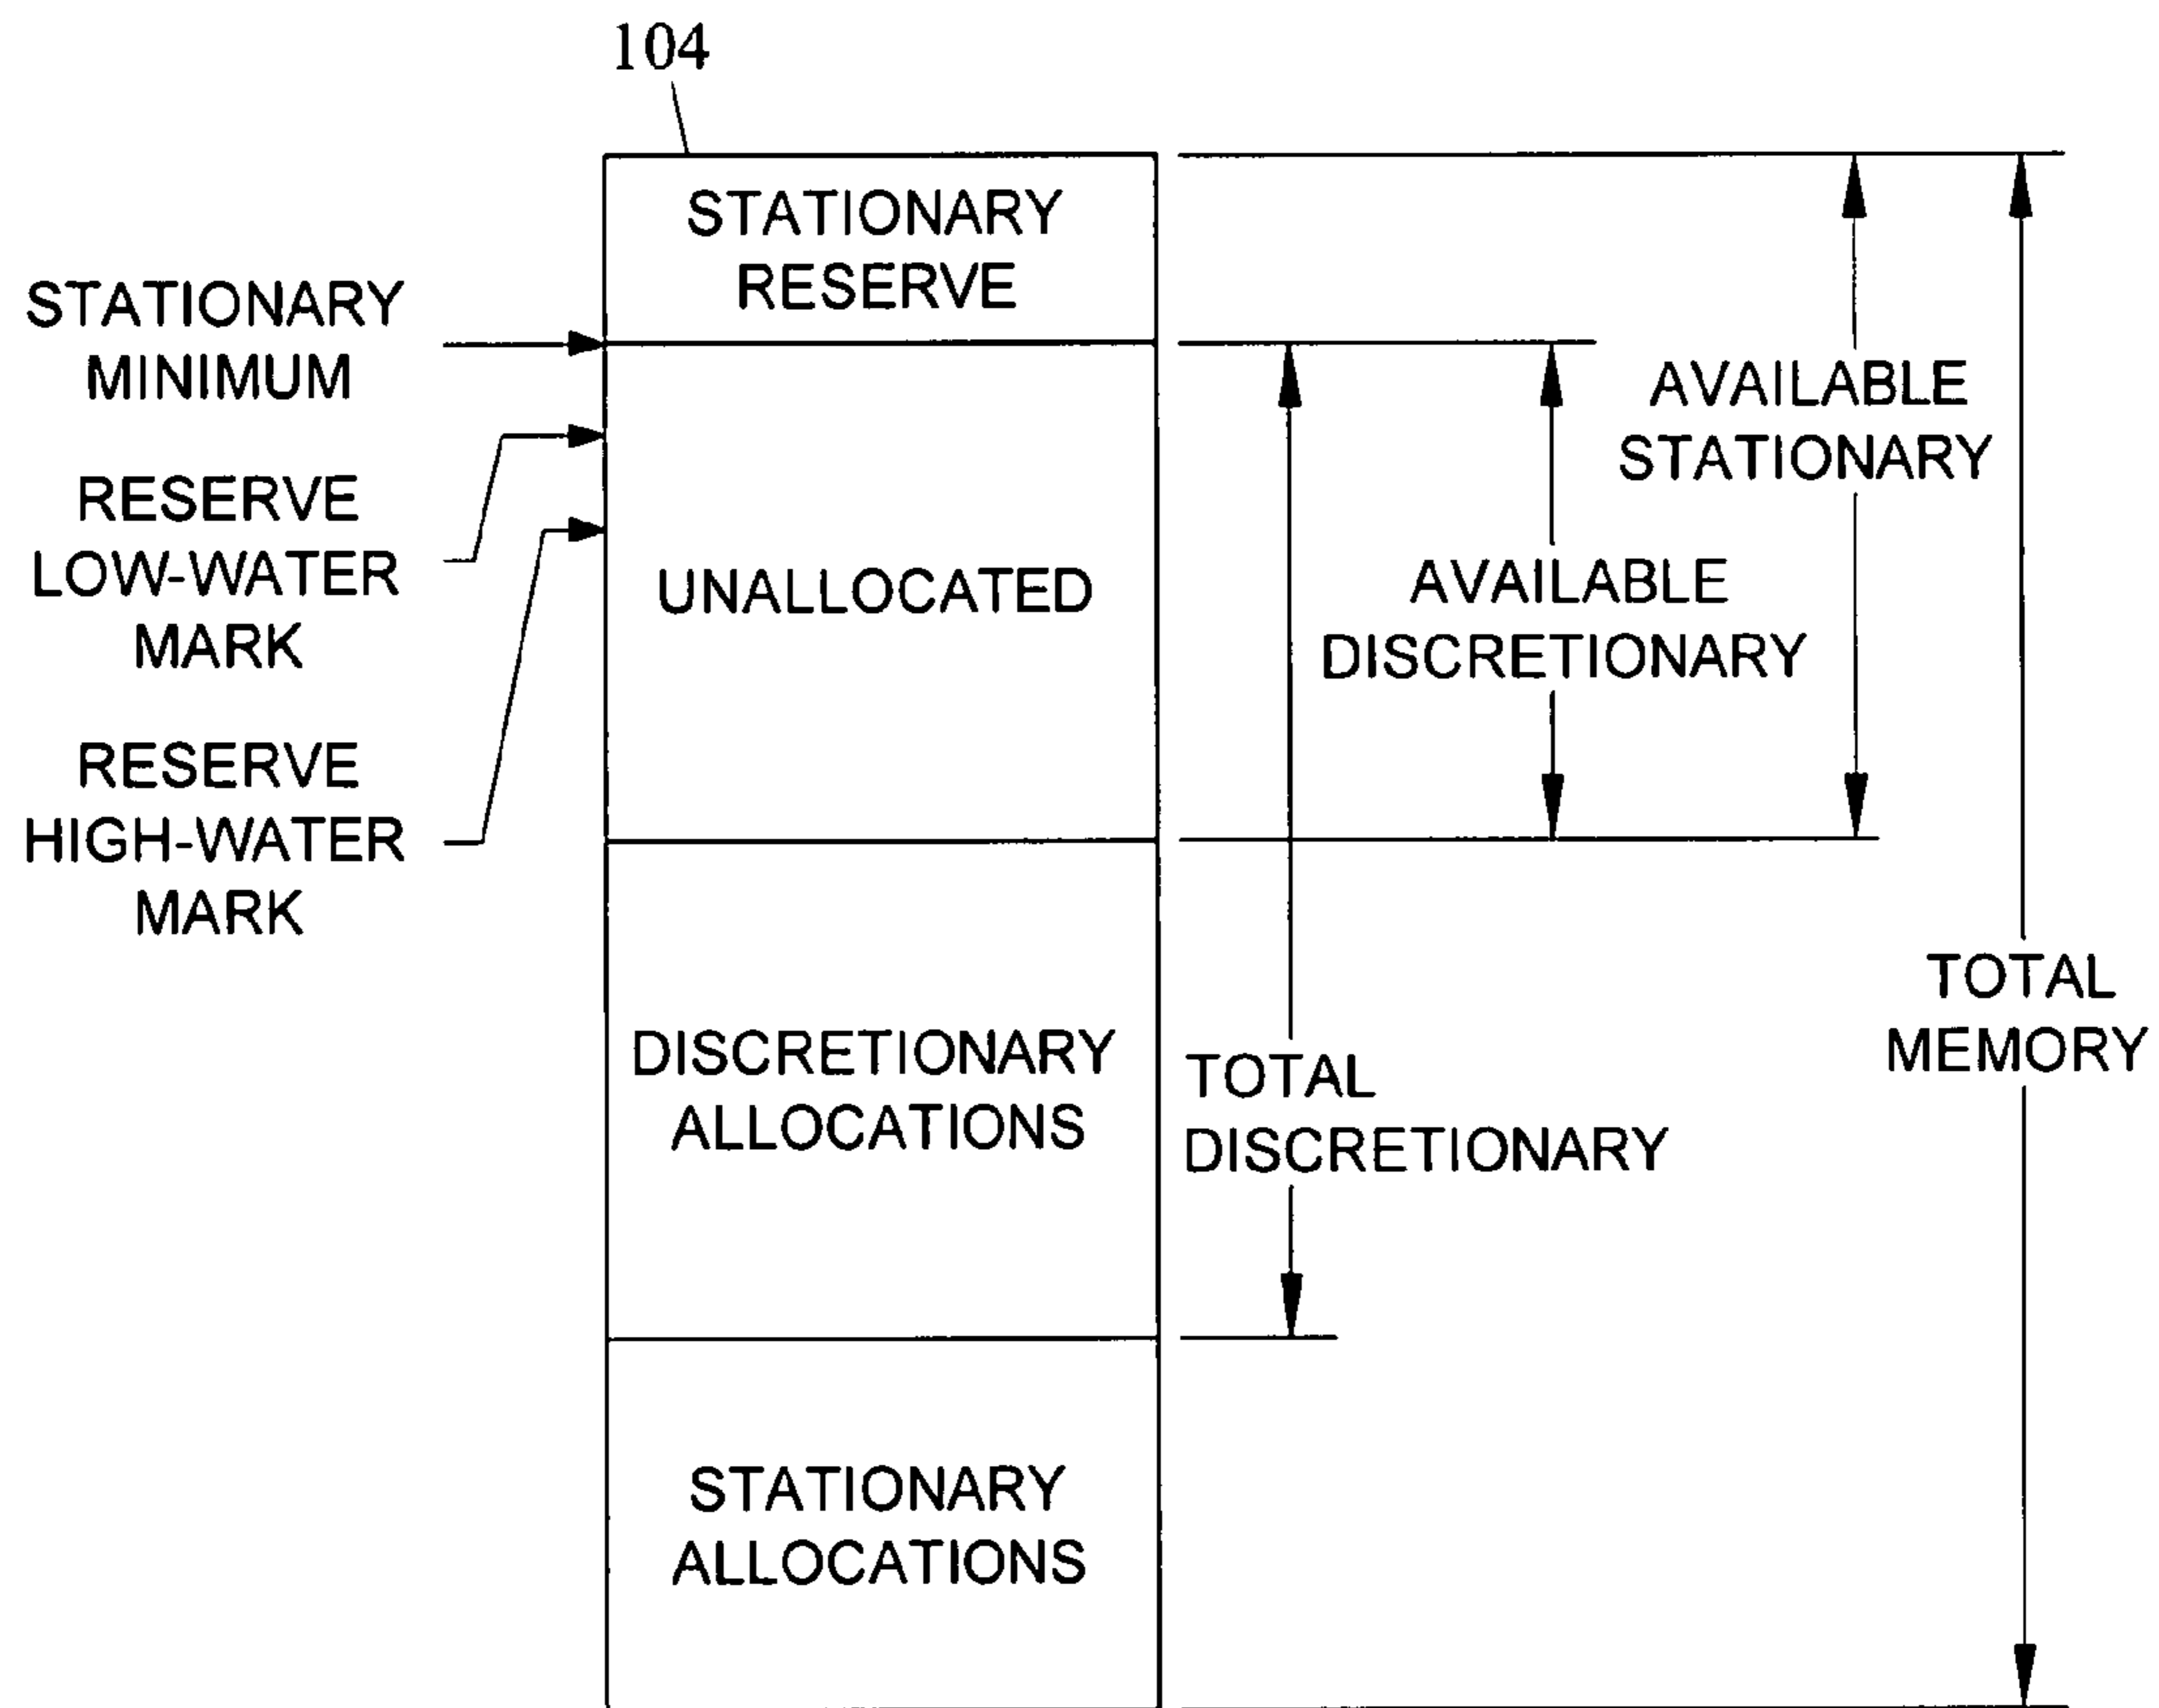 104
STATIONARY
RESERVE
STATIONARY
MINIMUM
RESERVE
LOW-WATER
MARK
RESERVE
HIGH-WATER
MARK
UNALLOCATED
DISCRETIONARY
ALLOCATIONS
STATIONARY
ALLOCATIONS
AVAILABLE
STATIONARY
AVAILABLE
DISCRETIONARY
TOTAL
DISCRETIONARY
TOTAL
MEMORY